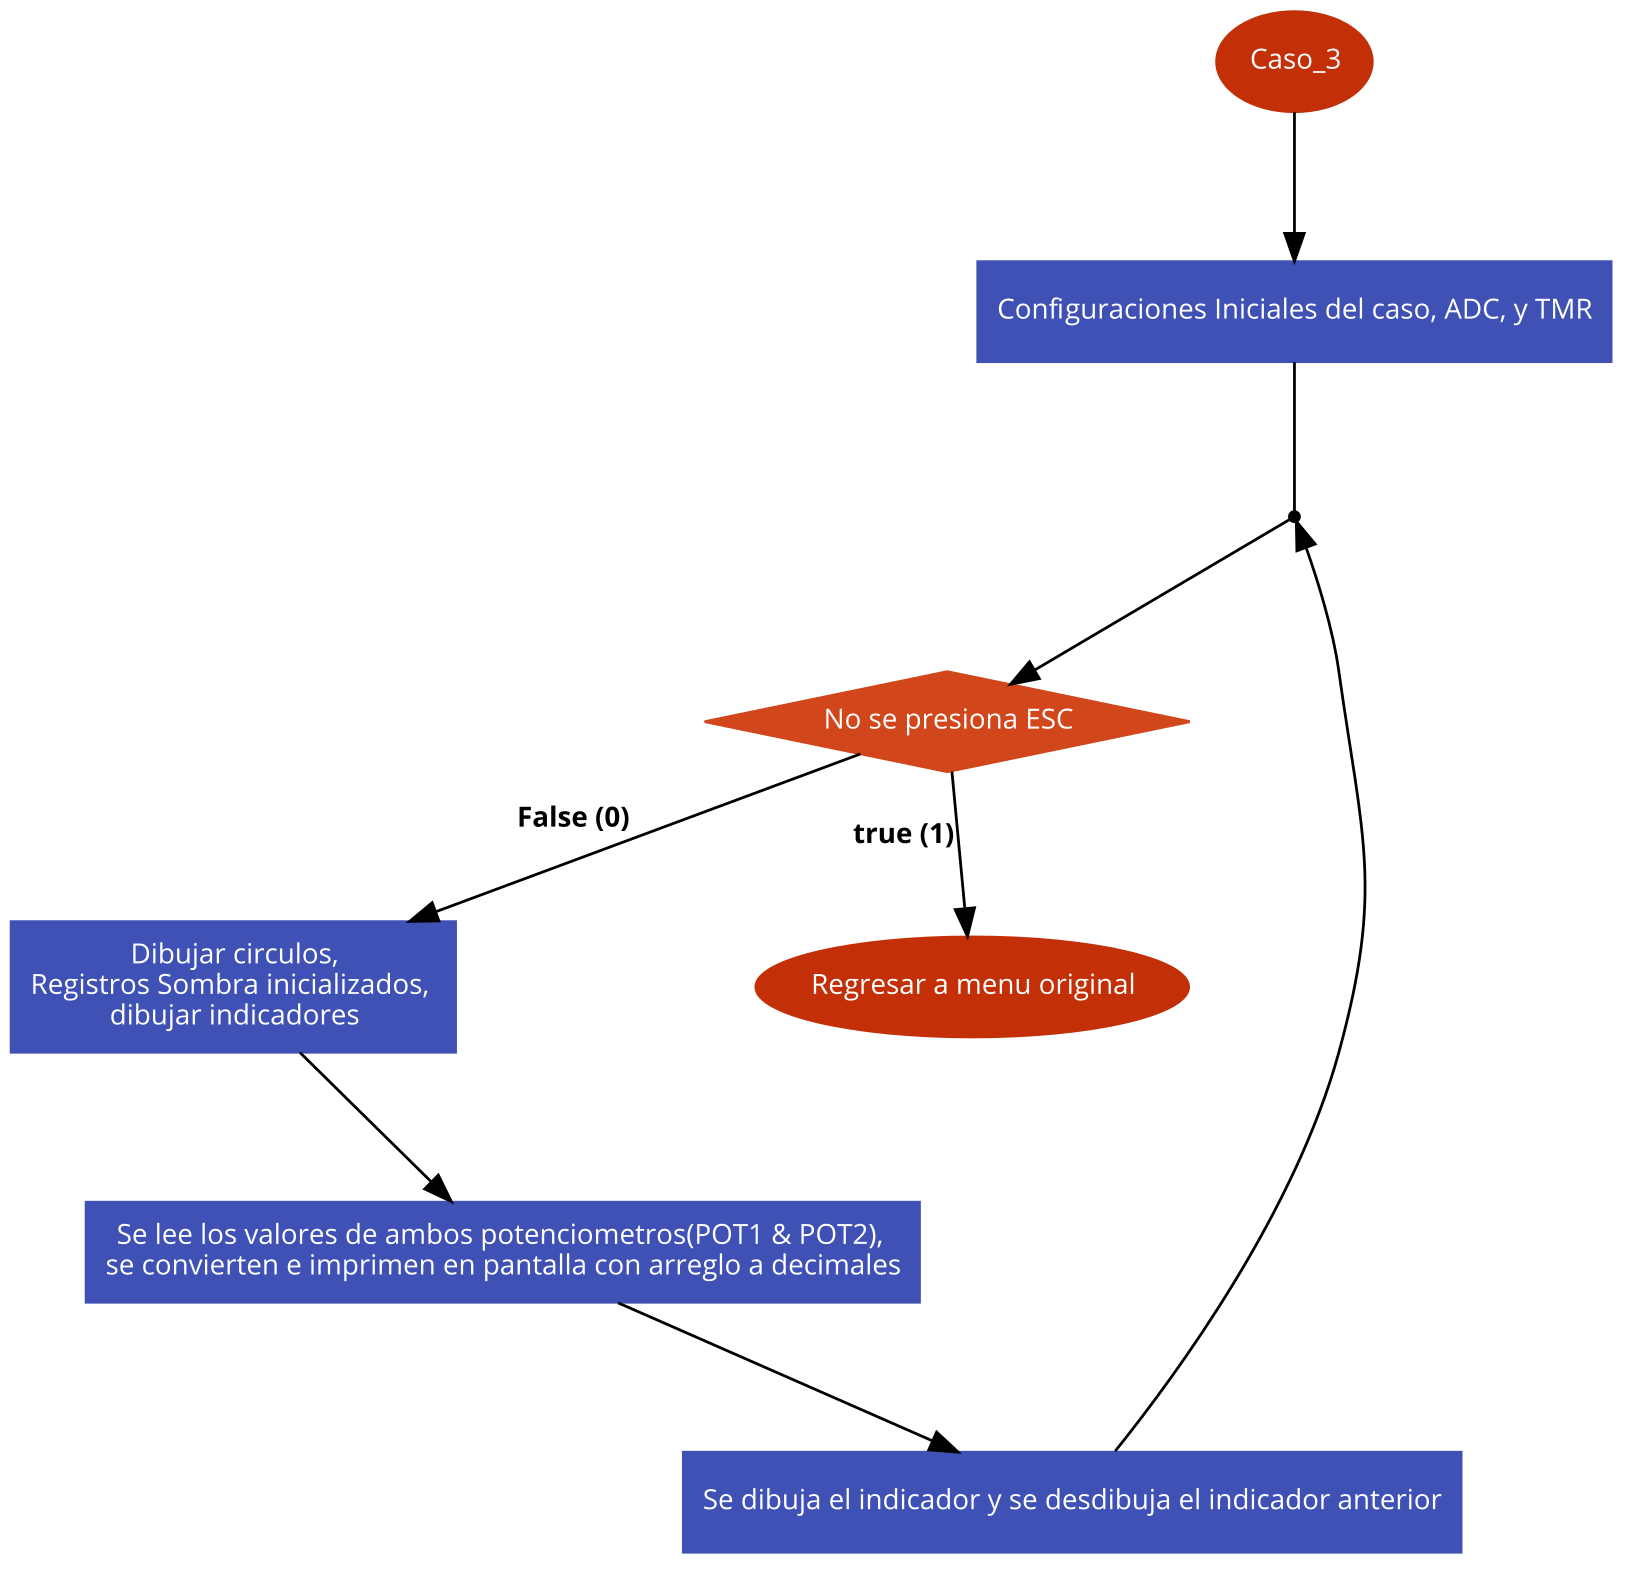 Caso_3
Configuraciones Iniciales del caso, ADC, y TMR
No se presiona ESC
False (0)
true (1)
Dibujar circulos,
Registros Sombra inicializados,
dibujar indicadores
Regresar a menu original
Se lee los valores de ambos potenciometros(POT1 & POT2),
se convierten e imprimen en pantalla con arreglo a decimales
Se dibuja el indicador y se desdibuja el indicador anterior